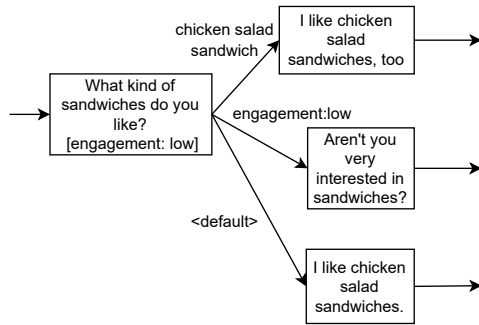 What kind of
sandwiches do you
like?
[engagement: low]
chicken salad
sandwich
I like chicken
salad
sandwiches, too
engagement:low
Aren't you
very
interested in
sandwiches?
<default>
I like chicken
salad
sandwiches.